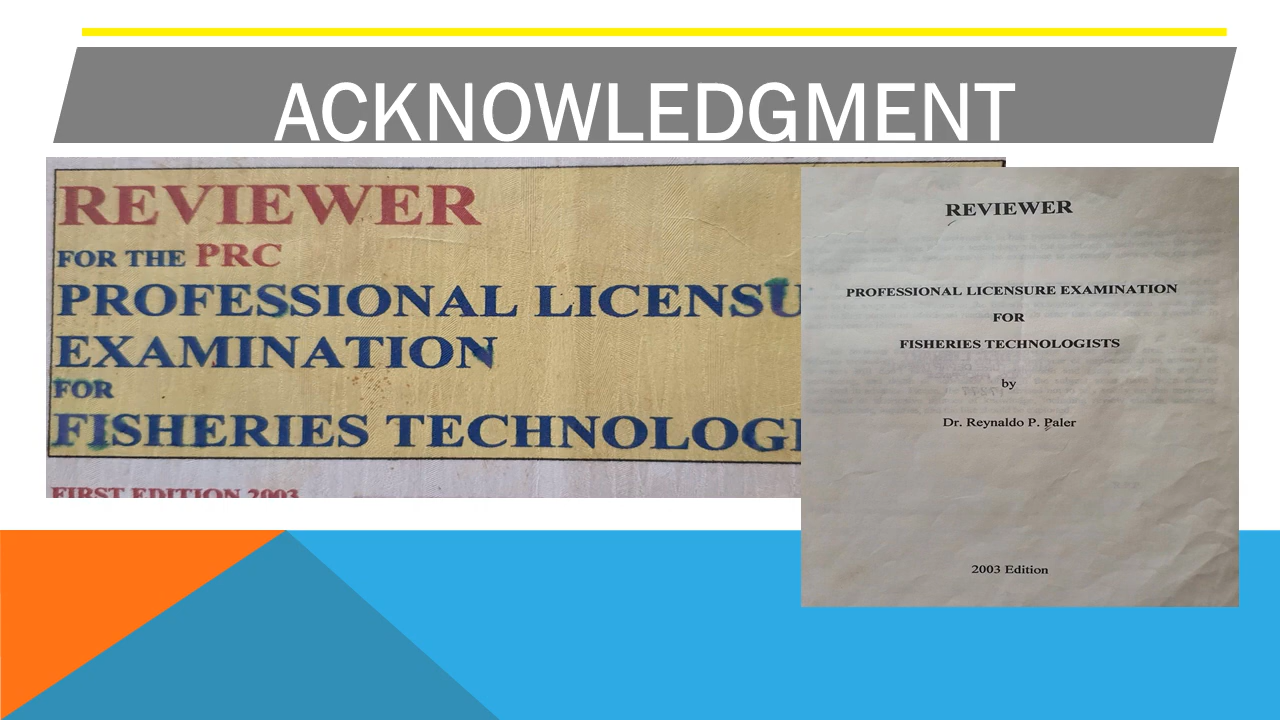 ACKNOWLEDGMENT
REVIEWER
FOR THE PRC
PROFESSIONAL LICENSU
EXAMINATION
FOR
FISHERIES TECHNOLOGI
FIRST EDITION 2003
REVIEWER
PROFESSIONAL LICENSURE EXAMINATION
FOR
FISHERIES TECHNOLOGISTS
by
Dr. Reynaldo P. Paler
2003 Edition